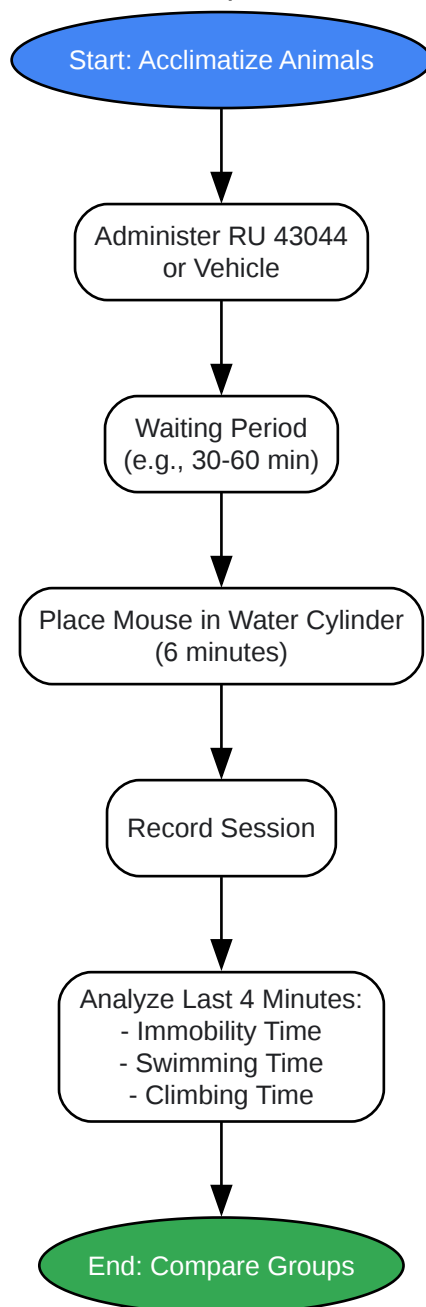 Start: Acclimatize Animals
Administer RU 43044
or Vehicle
Waiting Period
(e.g., 30-60 min)
Place Mouse in Water Cylinder
(6 minutes)
Record Session
Analyze Last 4 Minutes:
- Immobility Time
- Swimming Time
- Climbing Time
End: Compare Groups